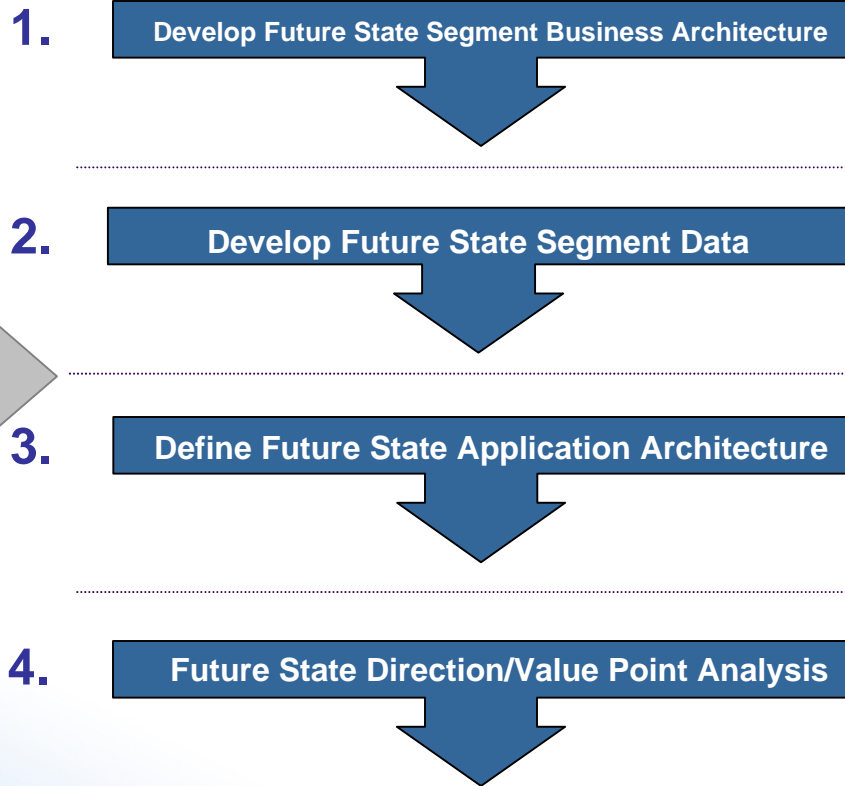 1. Develop Future State Segment Business Architecture
2. Develop Future State Segment Data
3. Define Future State Application Architecture
4. Future State Direction/Value Point Analysis